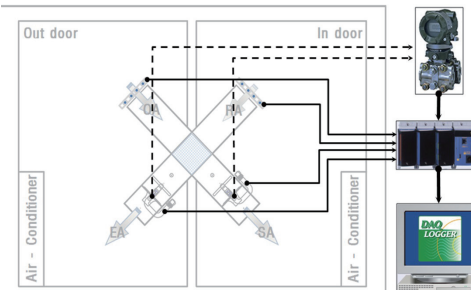 Out door
In door
OA
RA
EA
SA
Air - Conditioner
Air - Conditioner
DAQ
LOGGER